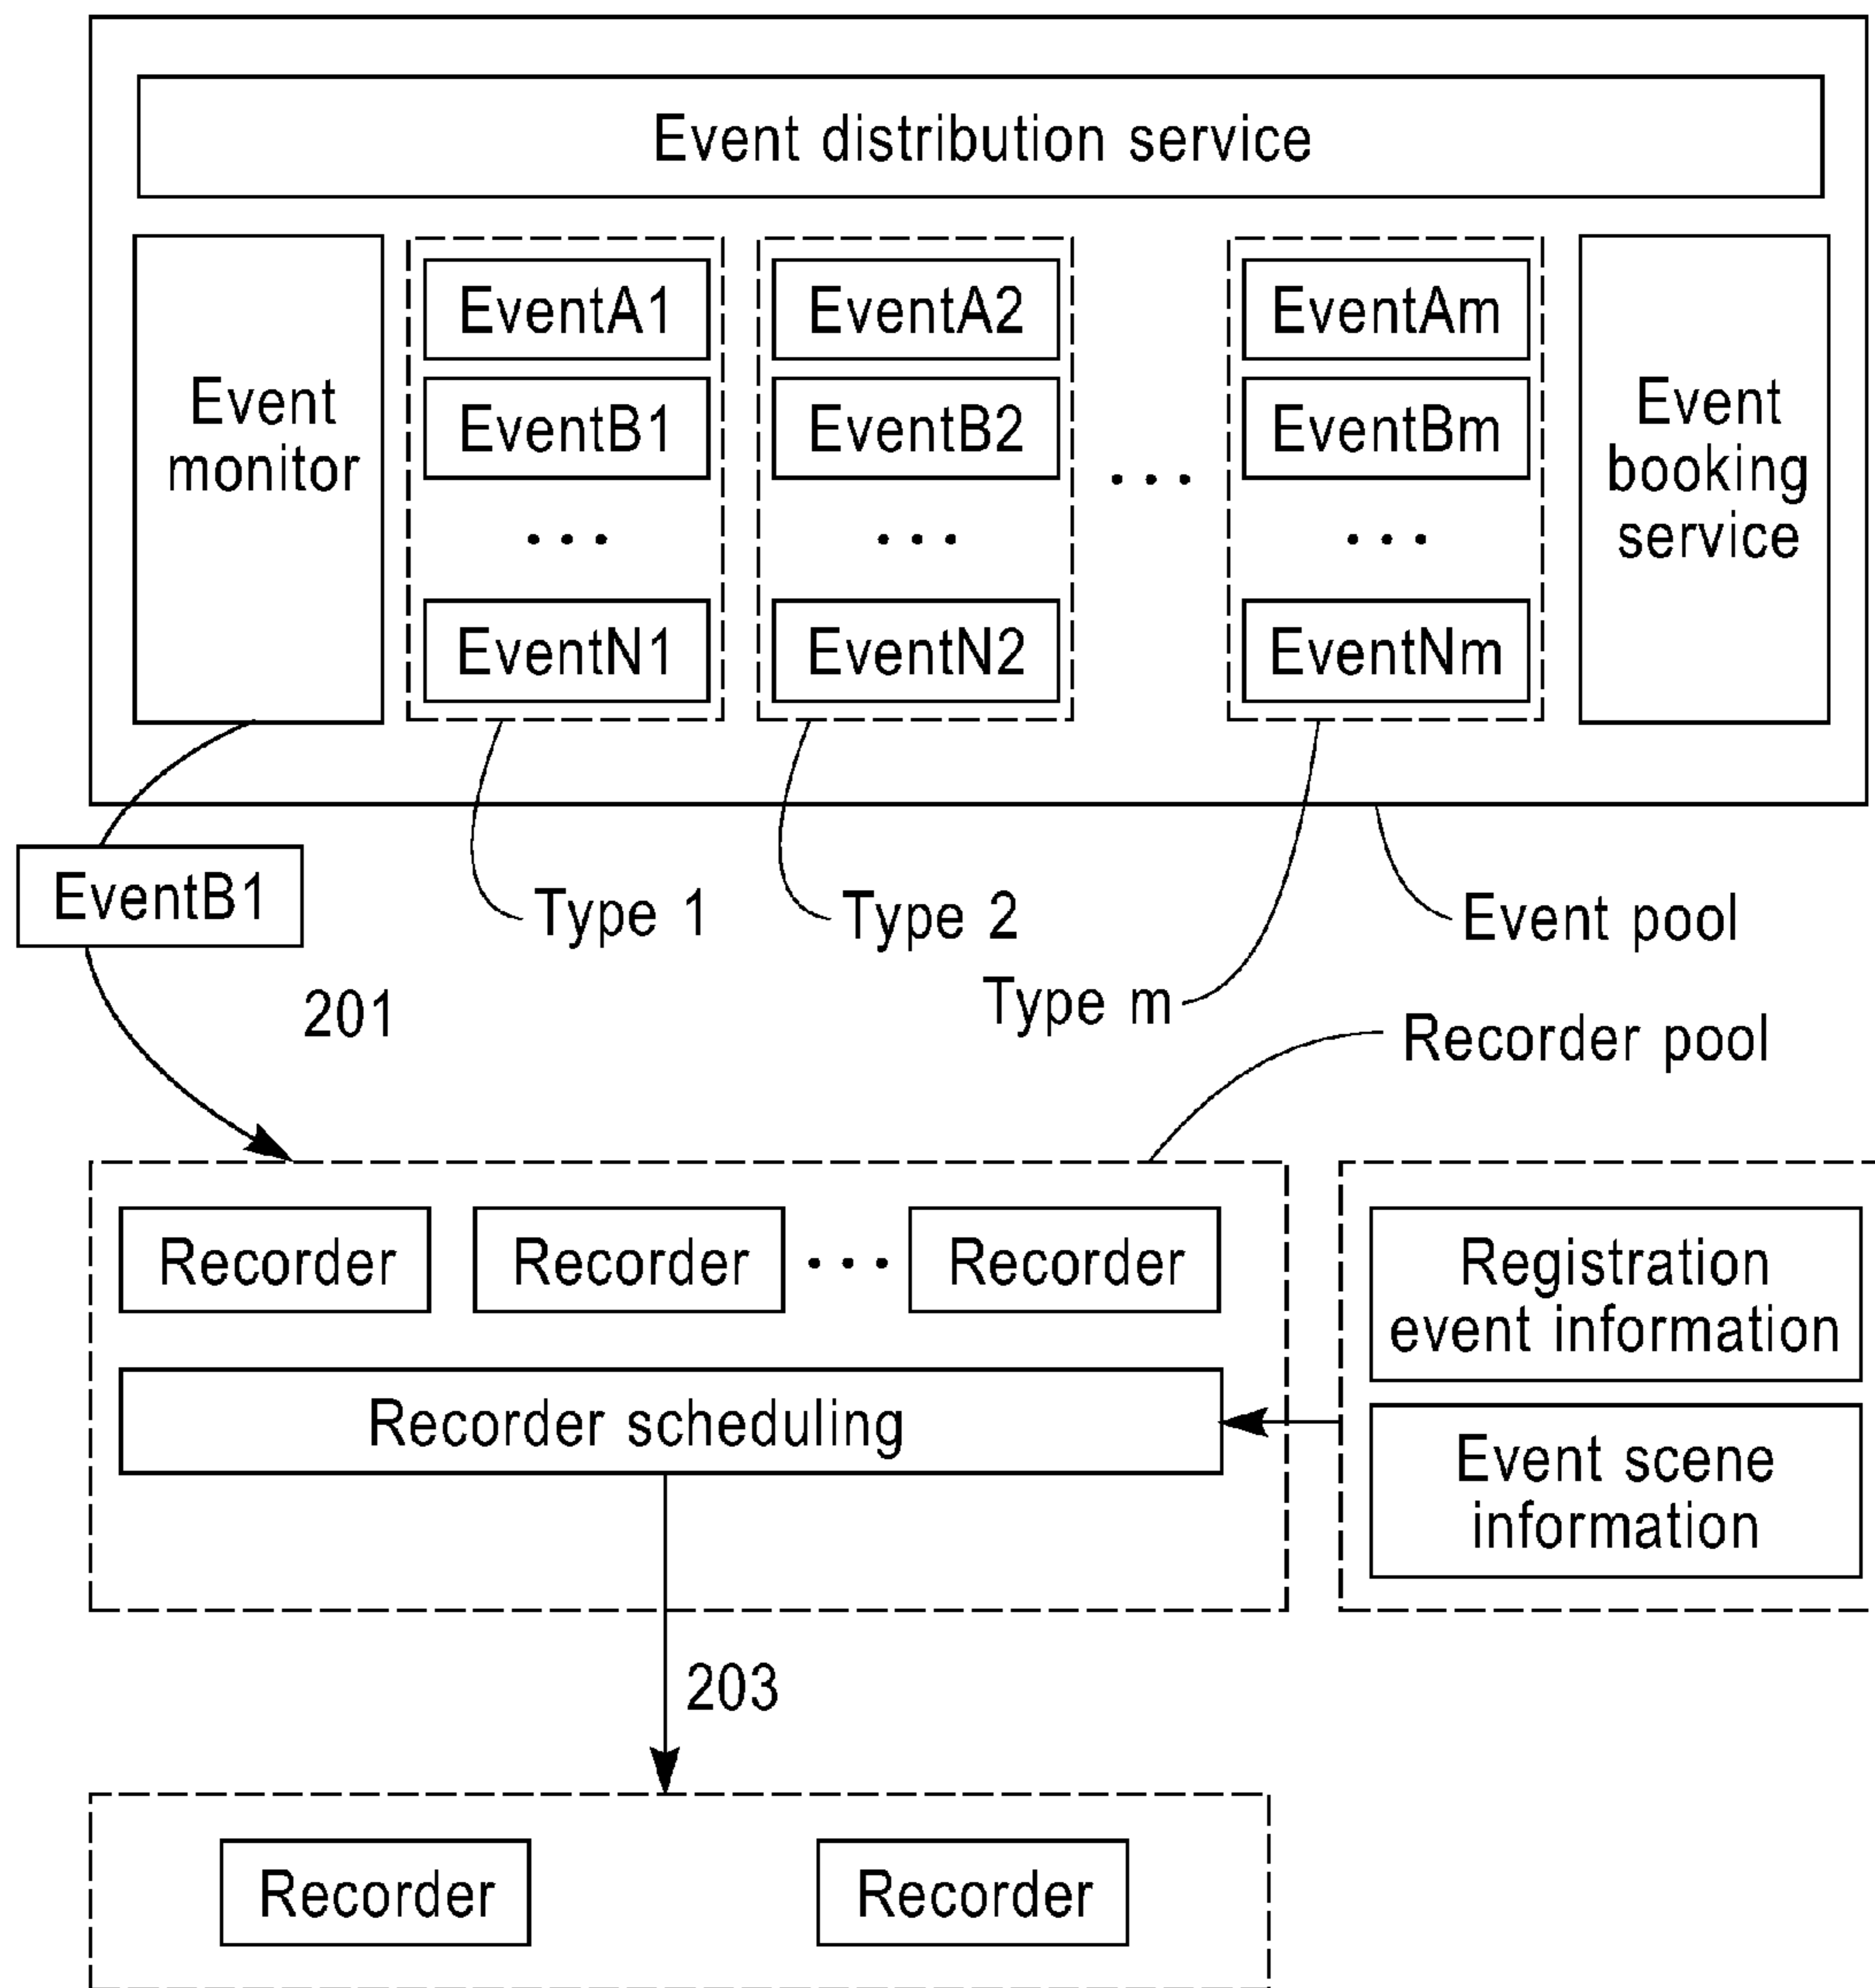 Event distribution service
Event
monitor
EventA1
EventB1
. . .
EventN1
EventA2
EventB2
. . .
EventN2
. . .
EventAm
EventBm
. . .
EventNm
Event
booking
service
EventB1
201
Type 1
Type 2
Type m
Event pool
Recorder pool
Recorder
Recorder
. . .
Recorder
Recorder scheduling
Registration
event information
Event scene
information
203
Recorder
Recorder